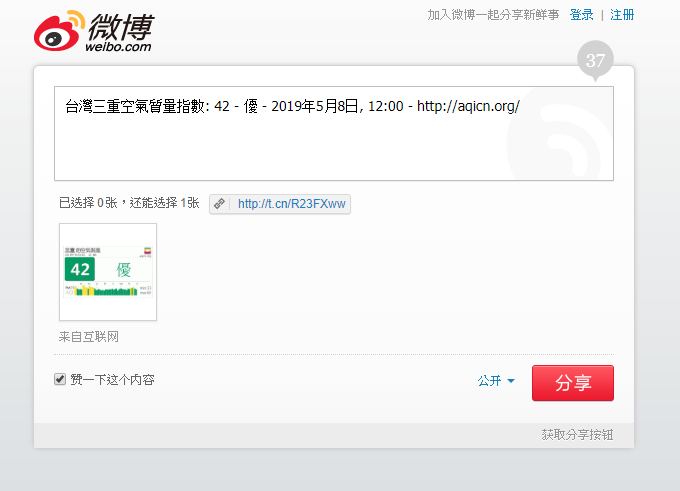 微博
weibo.com
加入微博一起分享新鲜事 登录 | 注册
37
台灣三重空氣質量指數: 42 - 優 - 2019年5月8日, 12:00 - http://aqicn.org/
已选择 0张，还能选择 1张 http://t.cn/R23FXww
42 優
来自互联网
赞一下这个内容
公开
分享
获取分享按钮